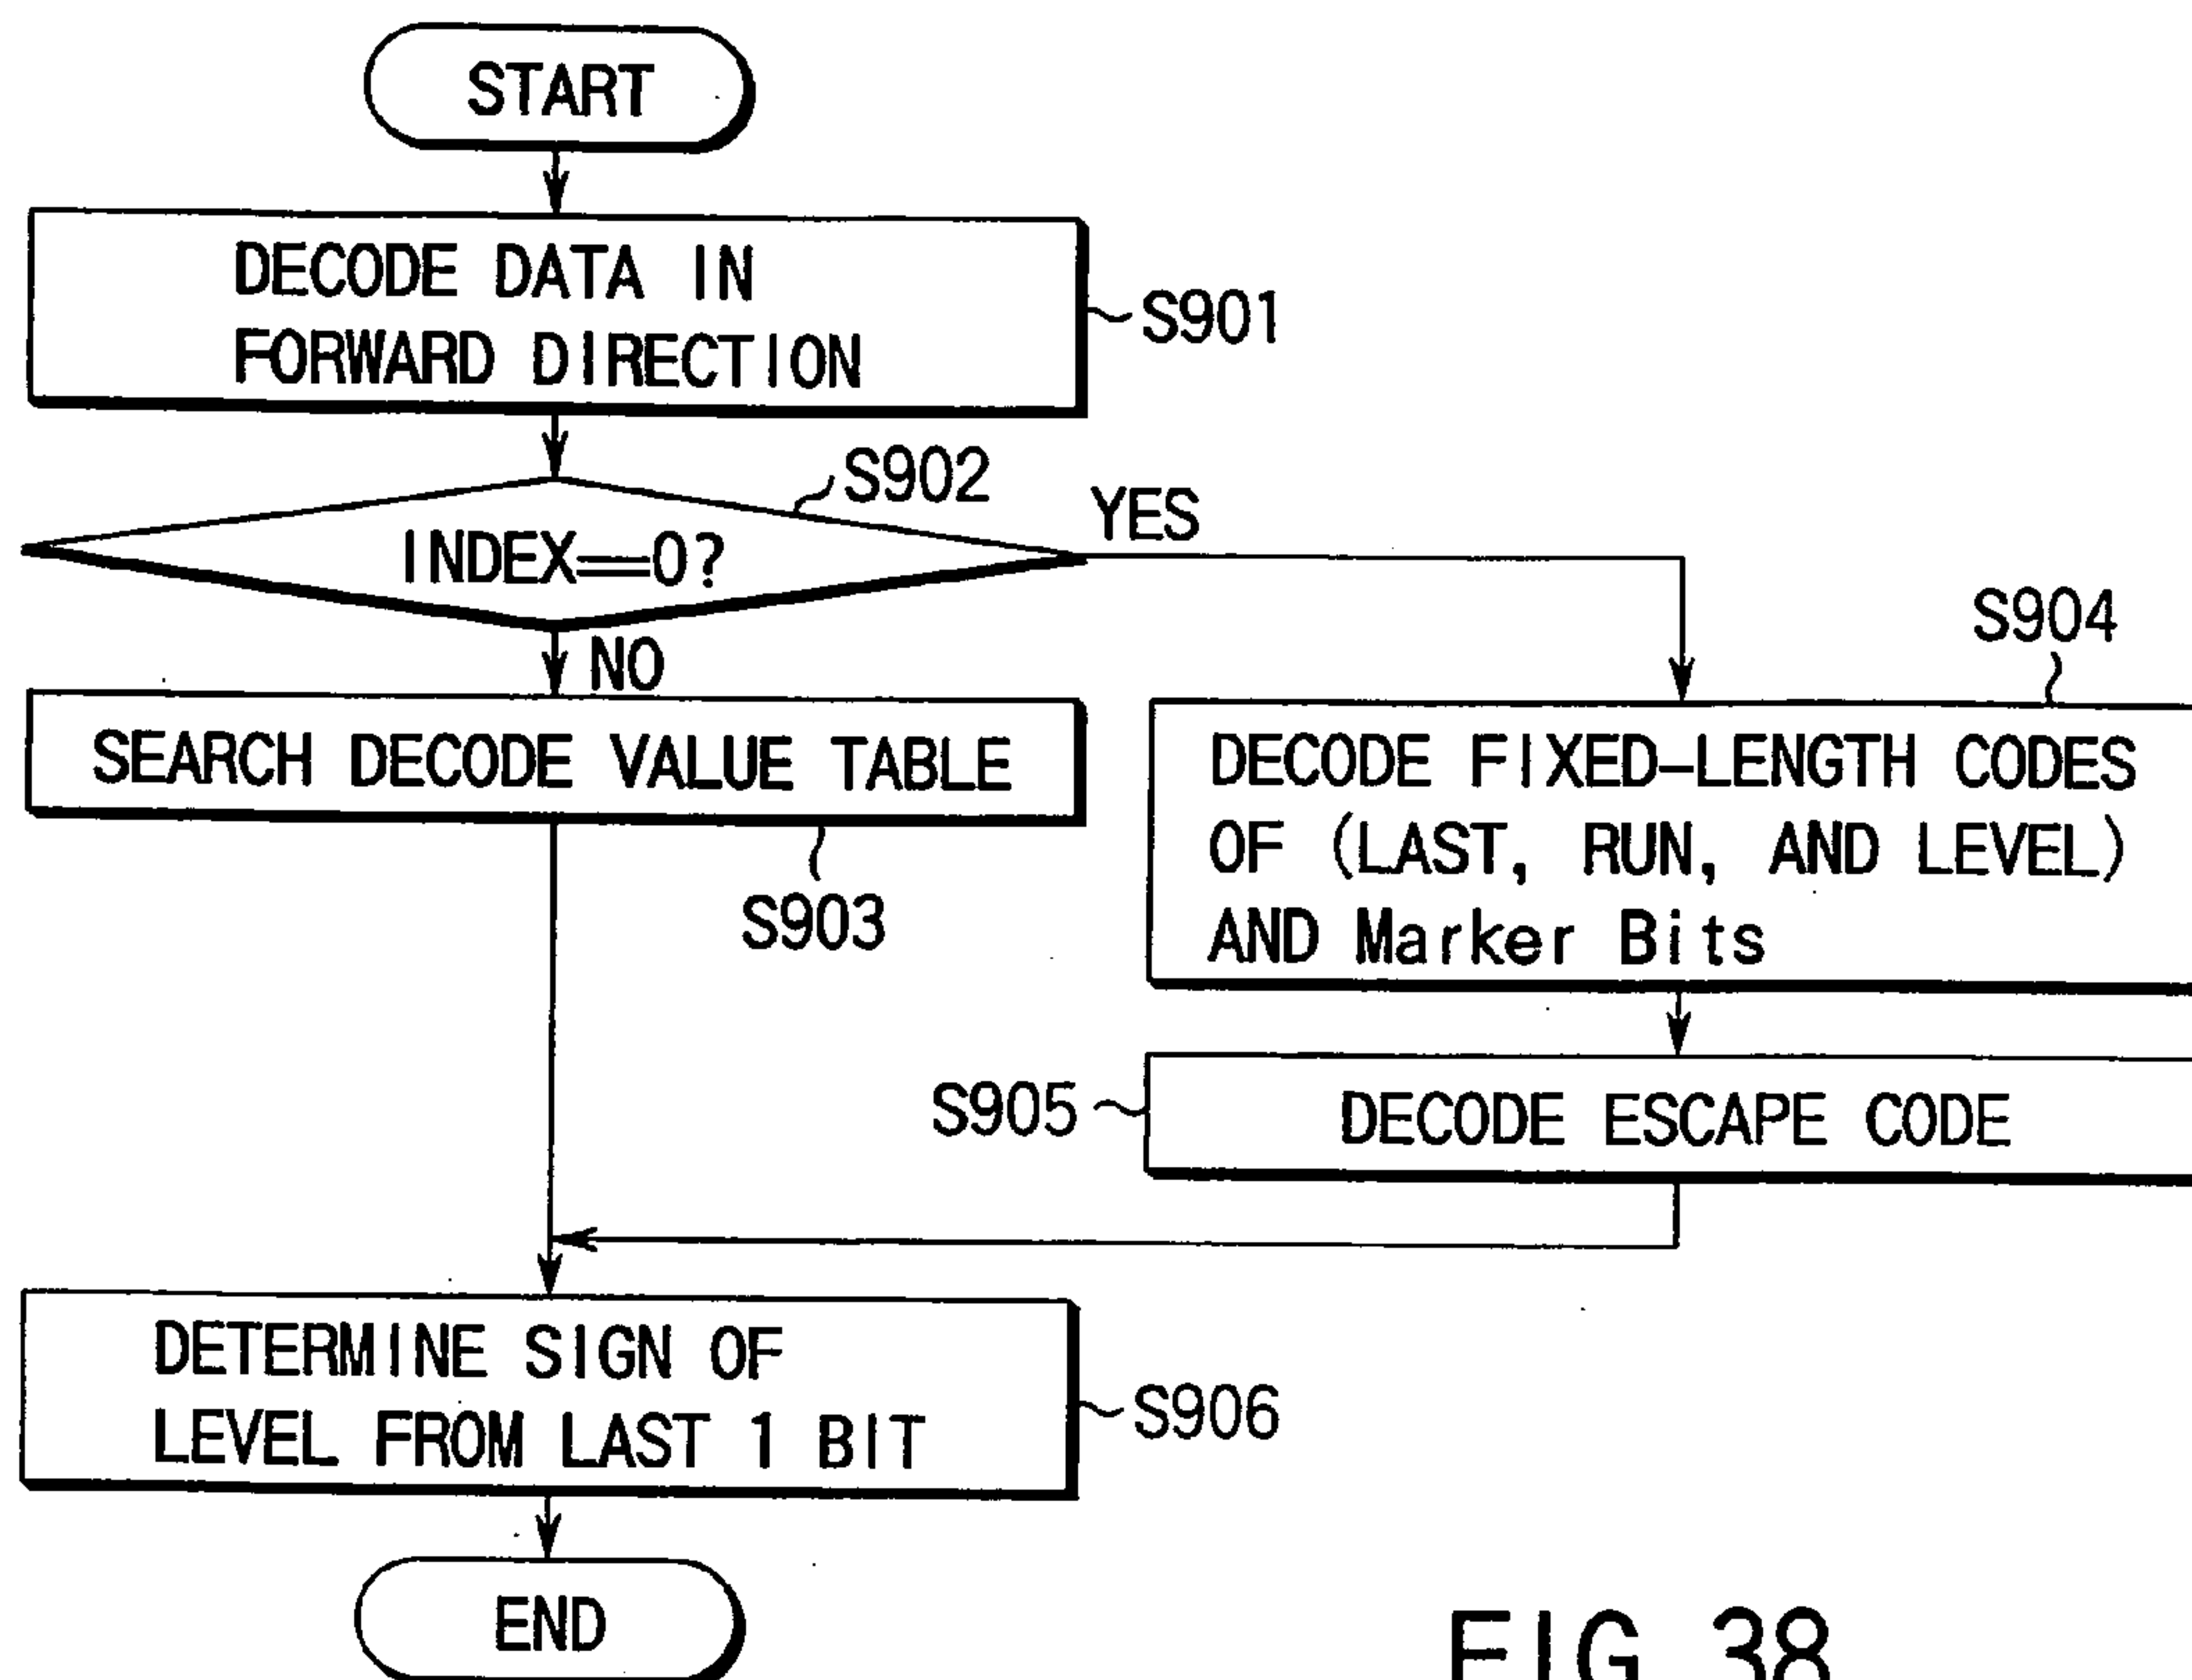 START
DECODE DATA IN
FORWARD DIRECTION
S901
S902
INDEX==0?
YES
NO
S904
SEARCH DECODE VALUE TABLE
S903
DECODE FIXED-LENGTH CODES
OF (LAST, RUN, AND LEVEL)
AND Marker Bits
S905
DECODE ESCAPE CODE
DETERMINE SIGN OF
LEVEL FROM LAST 1 BIT
S906
END
FIG 38